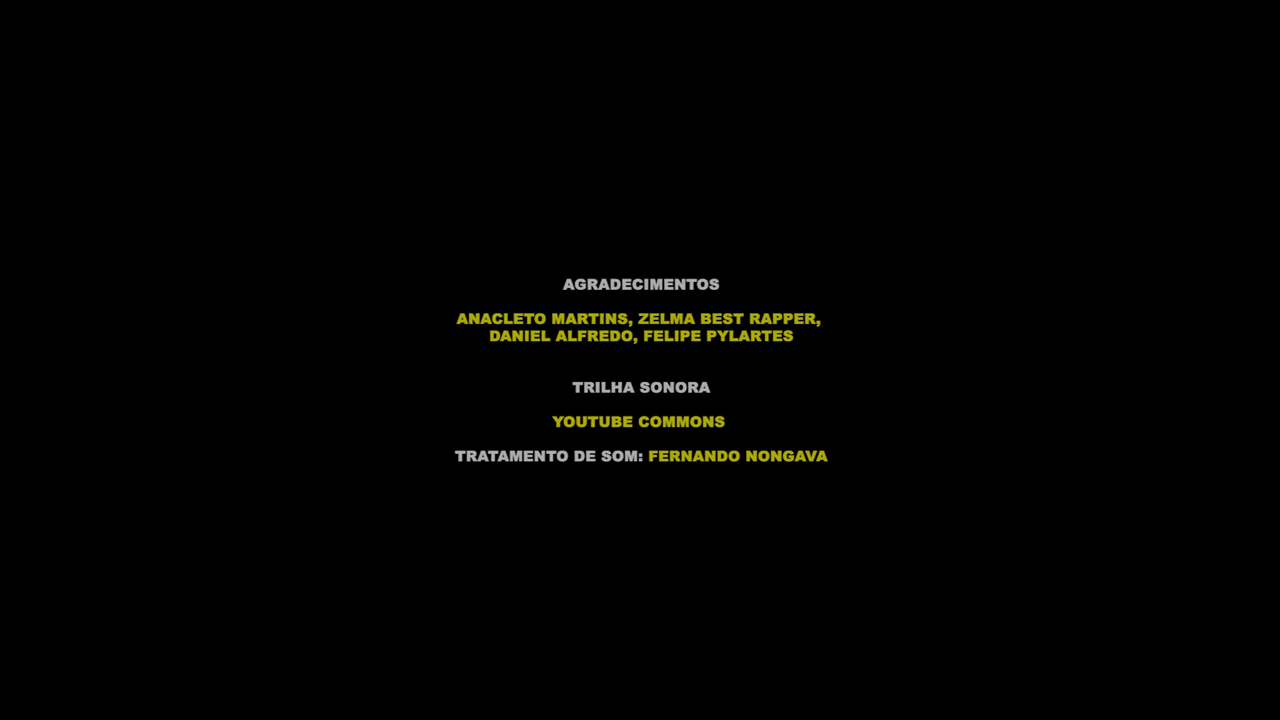 AGRADECIMENTOS
ANACLETO MARTINS, ZELMA BEST RAPPER,
DANIEL ALFREDO, FELIPE PYLARTES
TRILHA SONORA
YOUTUBE COMMONS
TRATAMENTO DE SOM: FERNANDO NONGAVA